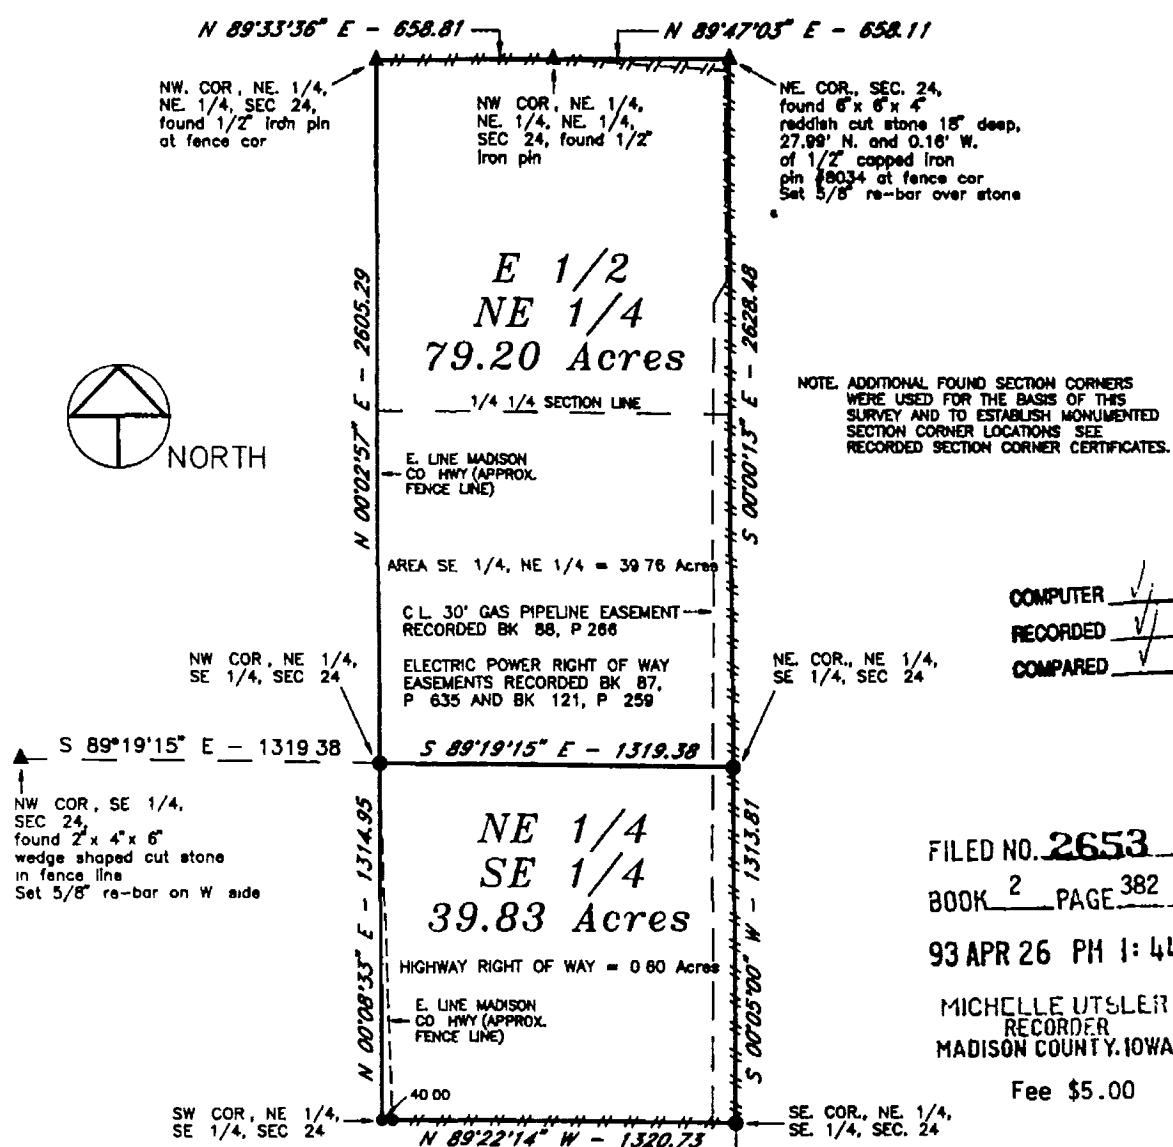 N 89°33'36" E - 658.81
N 89°47'03" E - 658.11
NW. COR, NE. 1/4,
NE. 1/4, SEC 24,
found 1/2" iron pin
at fence cor
NW COR, NE. 1/4,
NE. 1/4, NE. 1/4,
SEC 24, found 1/2"
iron pin
NE. COR., SEC. 24,
found 6" x 6" x 4"
reddish cut stone 18" deep,
27.99' N. and 0.16' W.
of 1/2" capped iron
pin #8034 at fence cor
Set 5/8" re-bar over stone
E 1/2
NE 1/4
79.20 Acres
N 00°02'57" E - 2605.29
S 00°00'13" E - 2628.48
NORTH
1/4 1/4 SECTION LINE
NOTE. ADDITIONAL FOUND SECTION CORNERS
WERE USED FOR THE BASIS OF THIS
SURVEY AND TO ESTABLISH MONUMENTED
SECTION CORNER LOCATIONS SEE
RECORDED SECTION CORNER CERTIFICATES.
E. LINE MADISON
CO HWY (APPROX.
FENCE LINE)
AREA SE 1/4, NE 1/4 = 39 76 Acres
C L. 30' GAS PIPELINE EASEMENT
RECORDED BK 88, P 266
ELECTRIC POWER RIGHT OF WAY
EASEMENTS RECORDED BK 87,
P 635 AND BK 121, P 259
COMPUTER
RECORDED
COMPARED
NW COR, NE 1/4,
SE 1/4, SEC 24
NE. COR., NE 1/4,
SE 1/4, SEC 24
S 89°19'15" E - 1319 38
S 89°19'15" E - 1319.38
NW COR, SE 1/4,
SEC 24,
found 2" x 4" x 6"
wedge shaped cut stone
in fence line
Set 5/8" re-bar on W side
NE 1/4
SE 1/4
39.83 Acres
N 00°08'33" E - 1314.95
S 00°05'00" W - 1313.81
HIGHWAY RIGHT OF WAY = 0 60 Acres
E. LINE MADISON
CO HWY (APPROX.
FENCE LINE)
40 00
FILED NO. 2653
BOOK 2 PAGE 382
93 APR 26 PM 1:44
MICHELLE UTSLER
RECORDER
MADISON COUNTY, IOWA
Fee $5.00
SW COR, NE 1/4,
SE 1/4, SEC 24
SE. COR., NE. 1/4,
SE. 1/4, SEC. 24
N 89°22'14" W - 1320.73